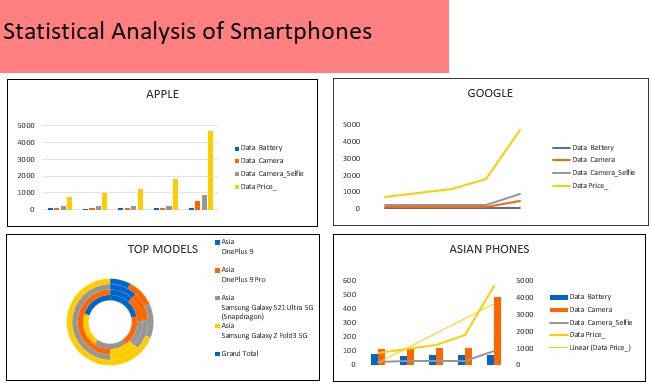 Statistical Analysis of Smartphones
APPLE
5000
4000
3000
2000
1000
0
Data Battery
Data Camera
Data Camera_Selfie
Data Price_
GOOGLE
5000
4000
3000
2000
1000
0
Data Battery
Data Camera
Data Camera_Selfie
Data Price_
TOP MODELS
Asia
OnePlus 9
Asia
OnePlus 9 Pro
Asia
Samsung Galaxy S21 Ultra 5G
(Snapdragon)
Asia
Samsung Galaxy Z Fold3 5G
Grand Total
ASIAN PHONES
600
500
400
300
200
100
0
5000
4000
3000
2000
1000
0
Data Battery
Data Camera
Data Camera_Selfie
Data Price_
Linear (Data Price_)